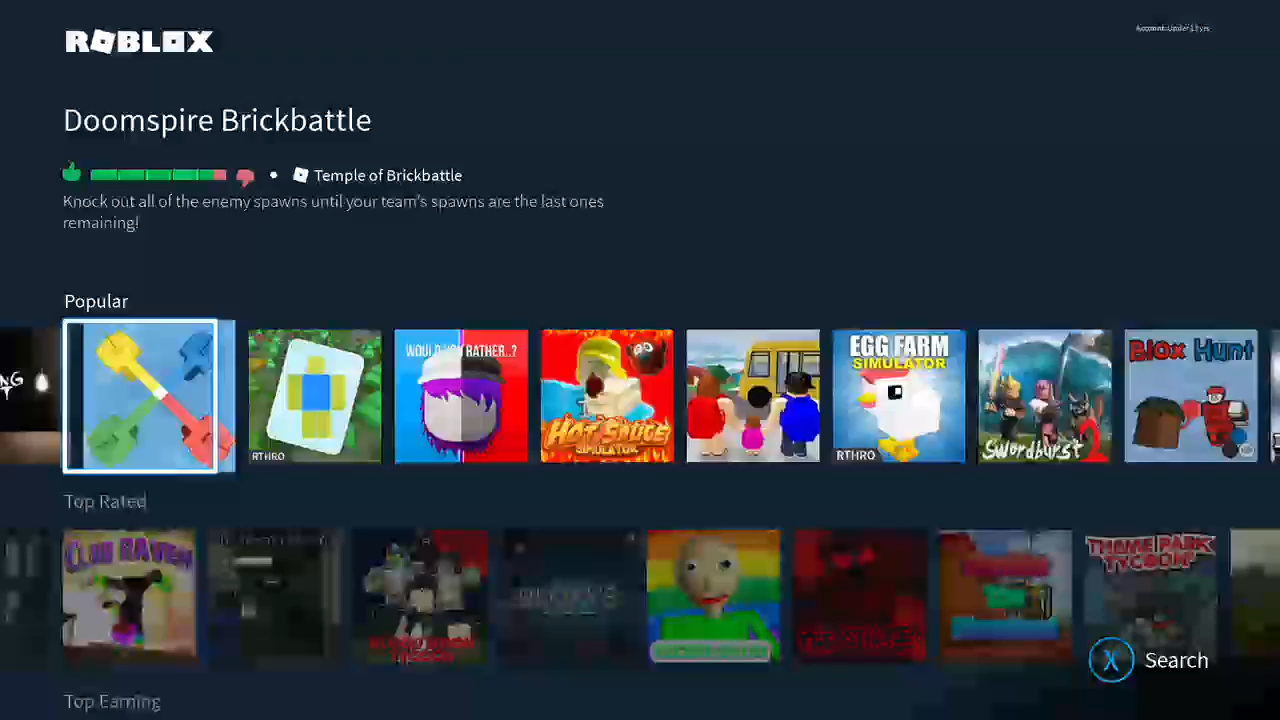 ROBLOX
Doomspire Brickbattle
Temple of Brickbattle
Knock out all of the enemy spawns until your team's spawns are the last ones
remaining!
Popular
NG
RTHRO
WOULD YOU RATHER..?
HOT SAUCE
SIMULATOR
EGG FARM
SIMULATOR
RTHRO
Swordburst 2
Blox Hunt
Top Rated
CLUB RAVEN
THEME PARK
TYCOON
X Search
Top Earning